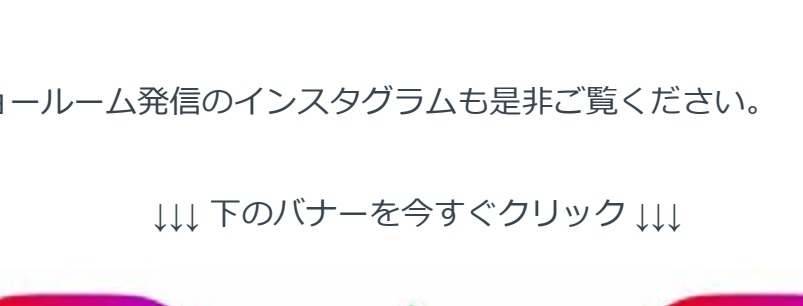 ョールーム発信のインスタグラムも是非ご覧ください。
↓↓↓ 下のバナーを今すぐクリック ↓↓↓